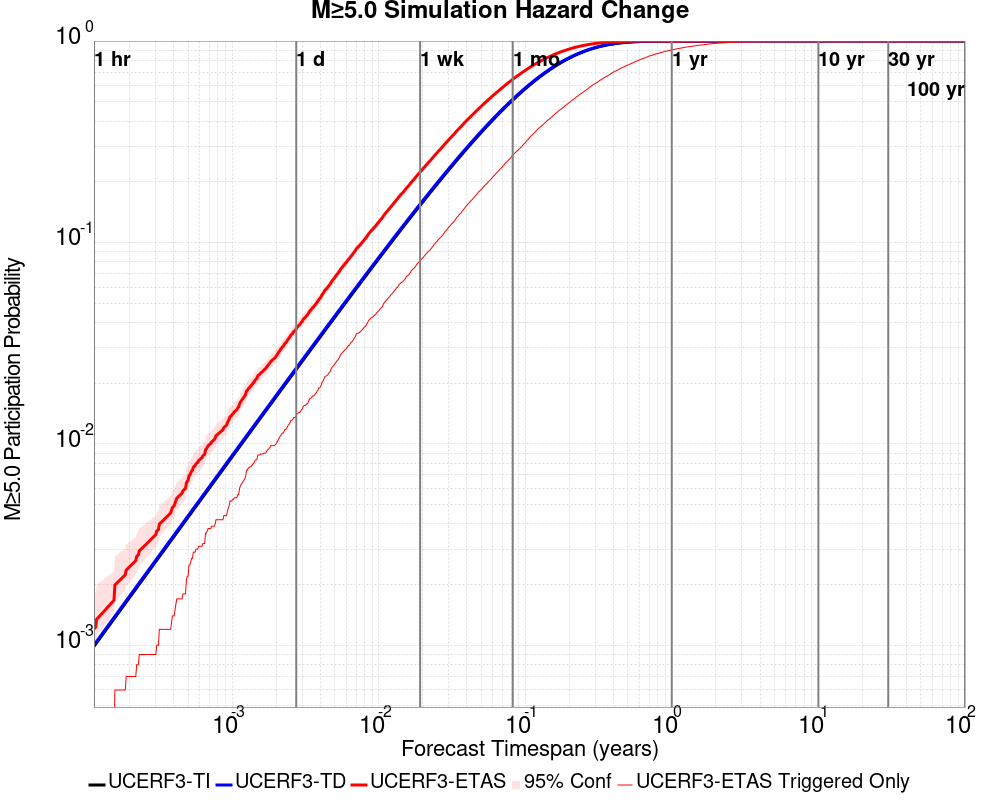 M≥5.0 Simulation Hazard Change
10^0
1 hr 1 d 1 wk 1 mo 1 yr 10 yr 30 yr
100 yr
10^-1
10^-2
10^-3
M≥5.0 Participation Probability
10^-3 10^-2 10^-1 10^0 10^1 10^2
Forecast Timespan (years)
UCERF3-TI UCERF3-TD UCERF3-ETAS 95% Conf UCERF3-ETAS Triggered Only